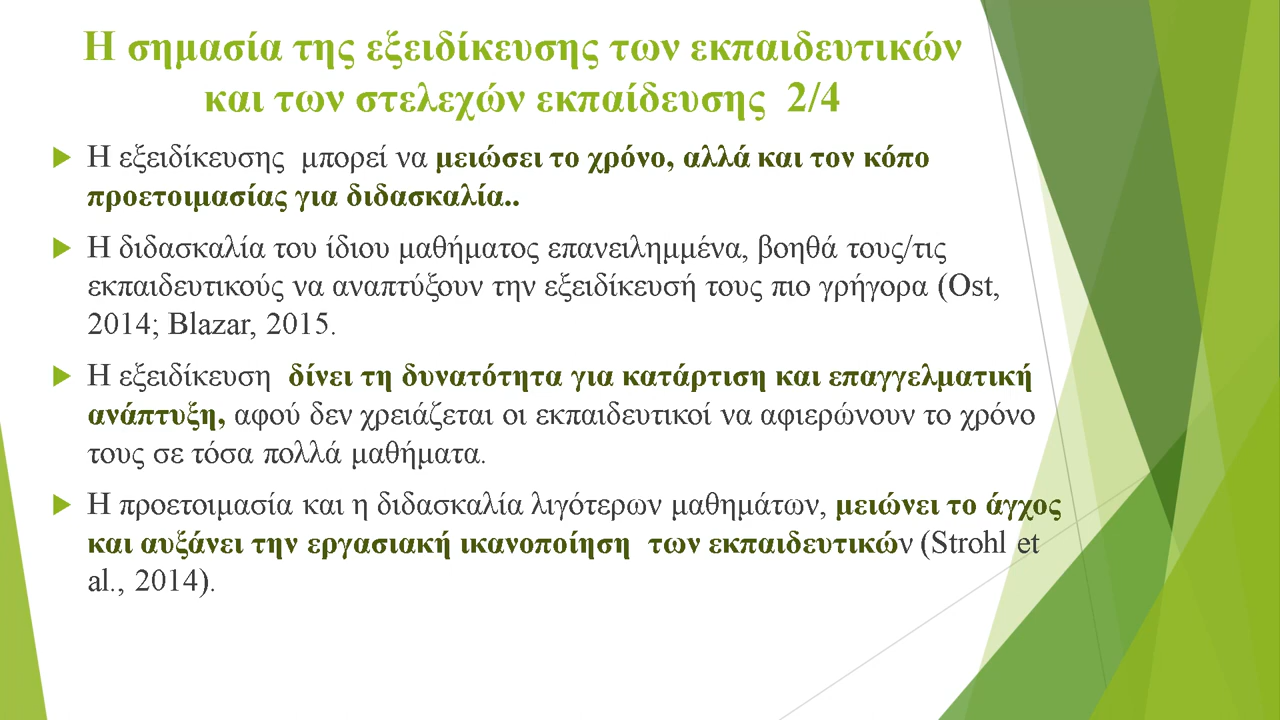 Η σημασία της εξειδίκευσης των εκπαιδευτικών
και των στελεχών εκπαίδευσης 2/4
Η εξειδίκευσης μπορεί να μειώσει το χρόνο, αλλά και τον κόπο
προετοιμασίας για διδασκαλία..
Η διδασκαλία του ίδιου μαθήματος επανειλημμένα, βοηθά τους/τις
εκπαιδευτικούς να αναπτύξουν την εξειδίκευσή τους πιο γρήγορα (Ost,
2014; Blazar, 2015.
Η εξειδίκευση δίνει τη δυνατότητα για κατάρτιση και επαγγελματική
ανάπτυξη, αφού δεν χρειάζεται οι εκπαιδευτικοί να αφιερώνουν το χρόνο
τους σε τόσα πολλά μαθήματα.
Η προετοιμασία και η διδασκαλία λιγότερων μαθημάτων, μειώνει το άγχος
και αυξάνει την εργασιακή ικανοποίηση των εκπαιδευτικών (Strohl et
al., 2014).